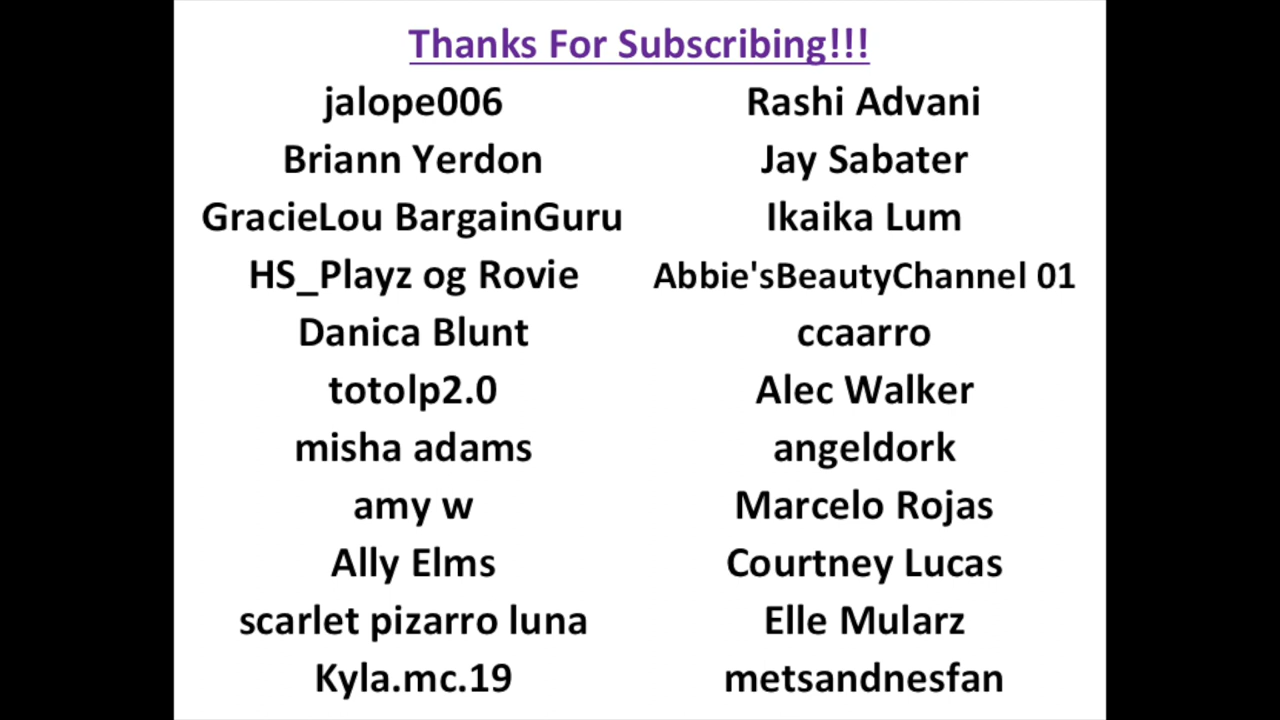 Thanks For Subscribing!!!
jalope006
Briann Yerdon
GracieLou BargainGuru
HS_Playz og Rovie
Danica Blunt
totolp2.0
misha adams
amy w
Ally Elms
scarlet pizarro luna
Kyla.mc.19
Rashi Advani
Jay Sabater
Ikaika Lum
Abbie'sBeautyChannel 01
ccaarro
Alec Walker
angeldork
Marcelo Rojas
Courtney Lucas
Elle Mularz
metsandnesfan